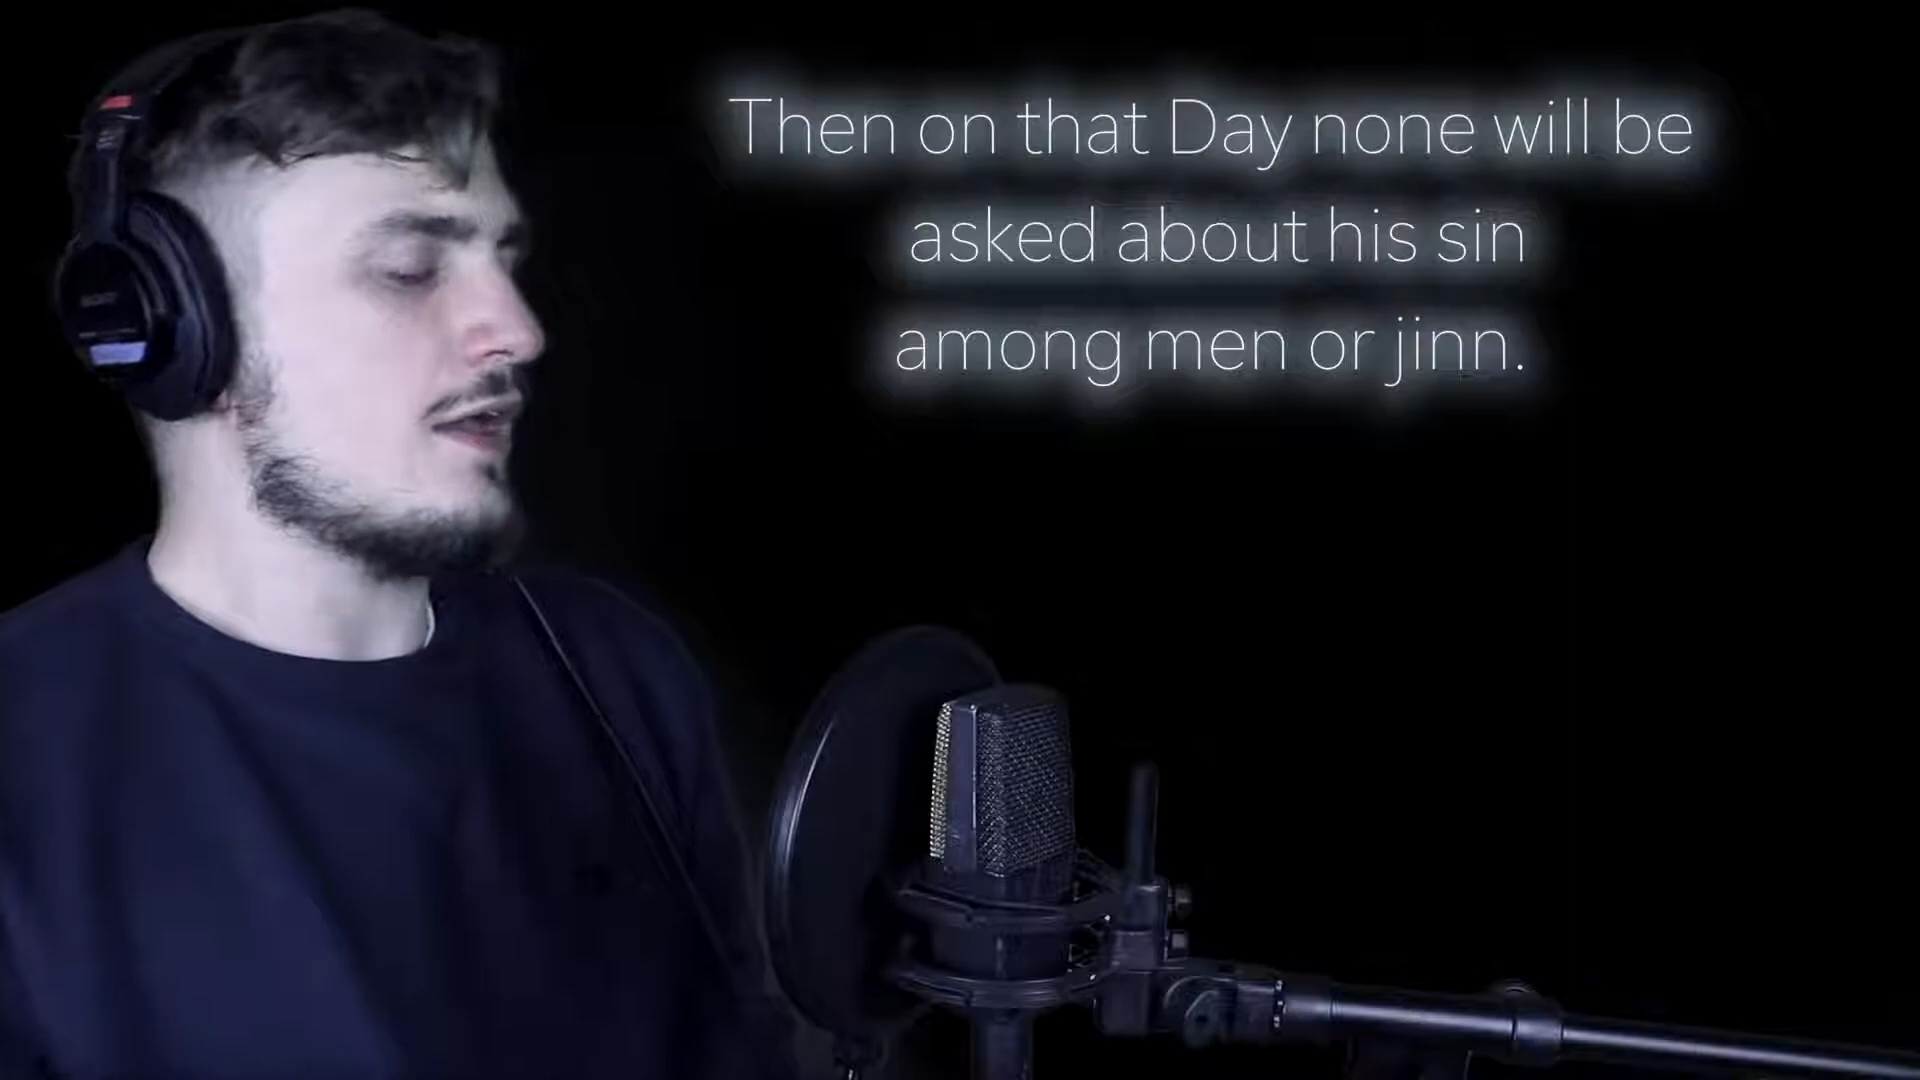 Then on that Day none will be
asked about his sin
among men or jinn.